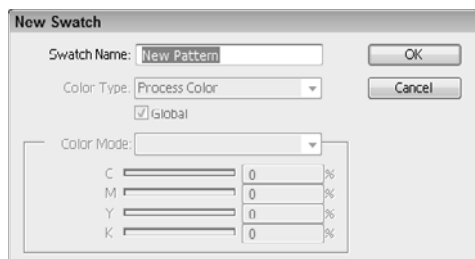 New Swatch
Swatch Name: New Pattern
OK
Color Type: Process Color
Cancel
Global
Color Mode:
C 0 %
M 0 %
Y 0 %
K 0 %